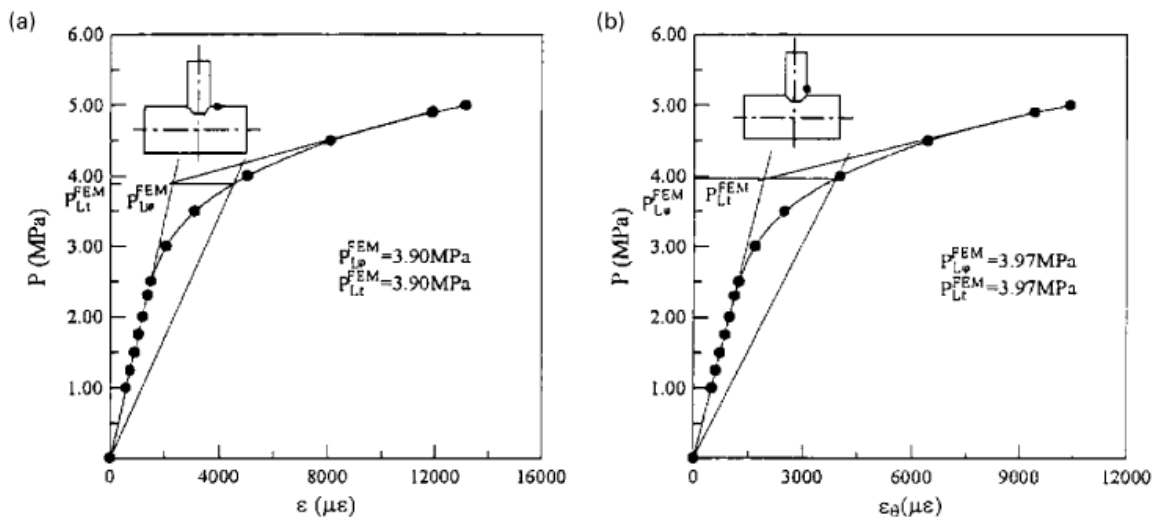 (a)
6.00
5.00
4.00
3.00
2.00
1.00
0
P (MPa)
P_Lt^FEM P_Lφ^FEM
P_Lφ^FEM=3.90MPa
P_Lt^FEM=3.90MPa
0 4000 8000 12000 16000
ε (με)
(b)
6.00
5.00
4.00
3.00
2.00
1.00
0
P (MPa)
P_Lφ^FEM P_Lt^FEM
P_Lφ^FEM=3.97MPa
P_Lt^FEM=3.97MPa
0 3000 6000 9000 12000
ε_θ(με)